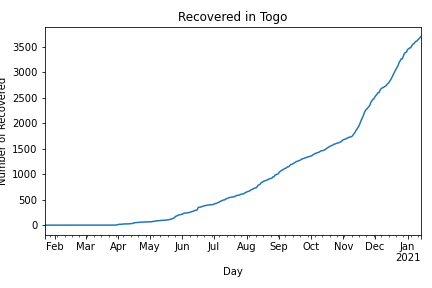 Recovered in Togo
Number of Recovered
3500
3000
2500
2000
1500
1000
500
0
Feb Mar Apr May Jun Jul Aug Sep Oct Nov Dec Jan
2021
Day